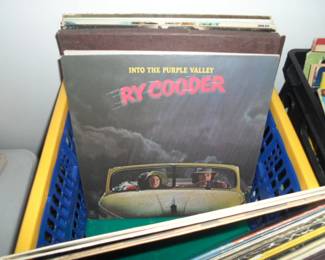 INTO THE PURPLE VALLEY
RY COODER